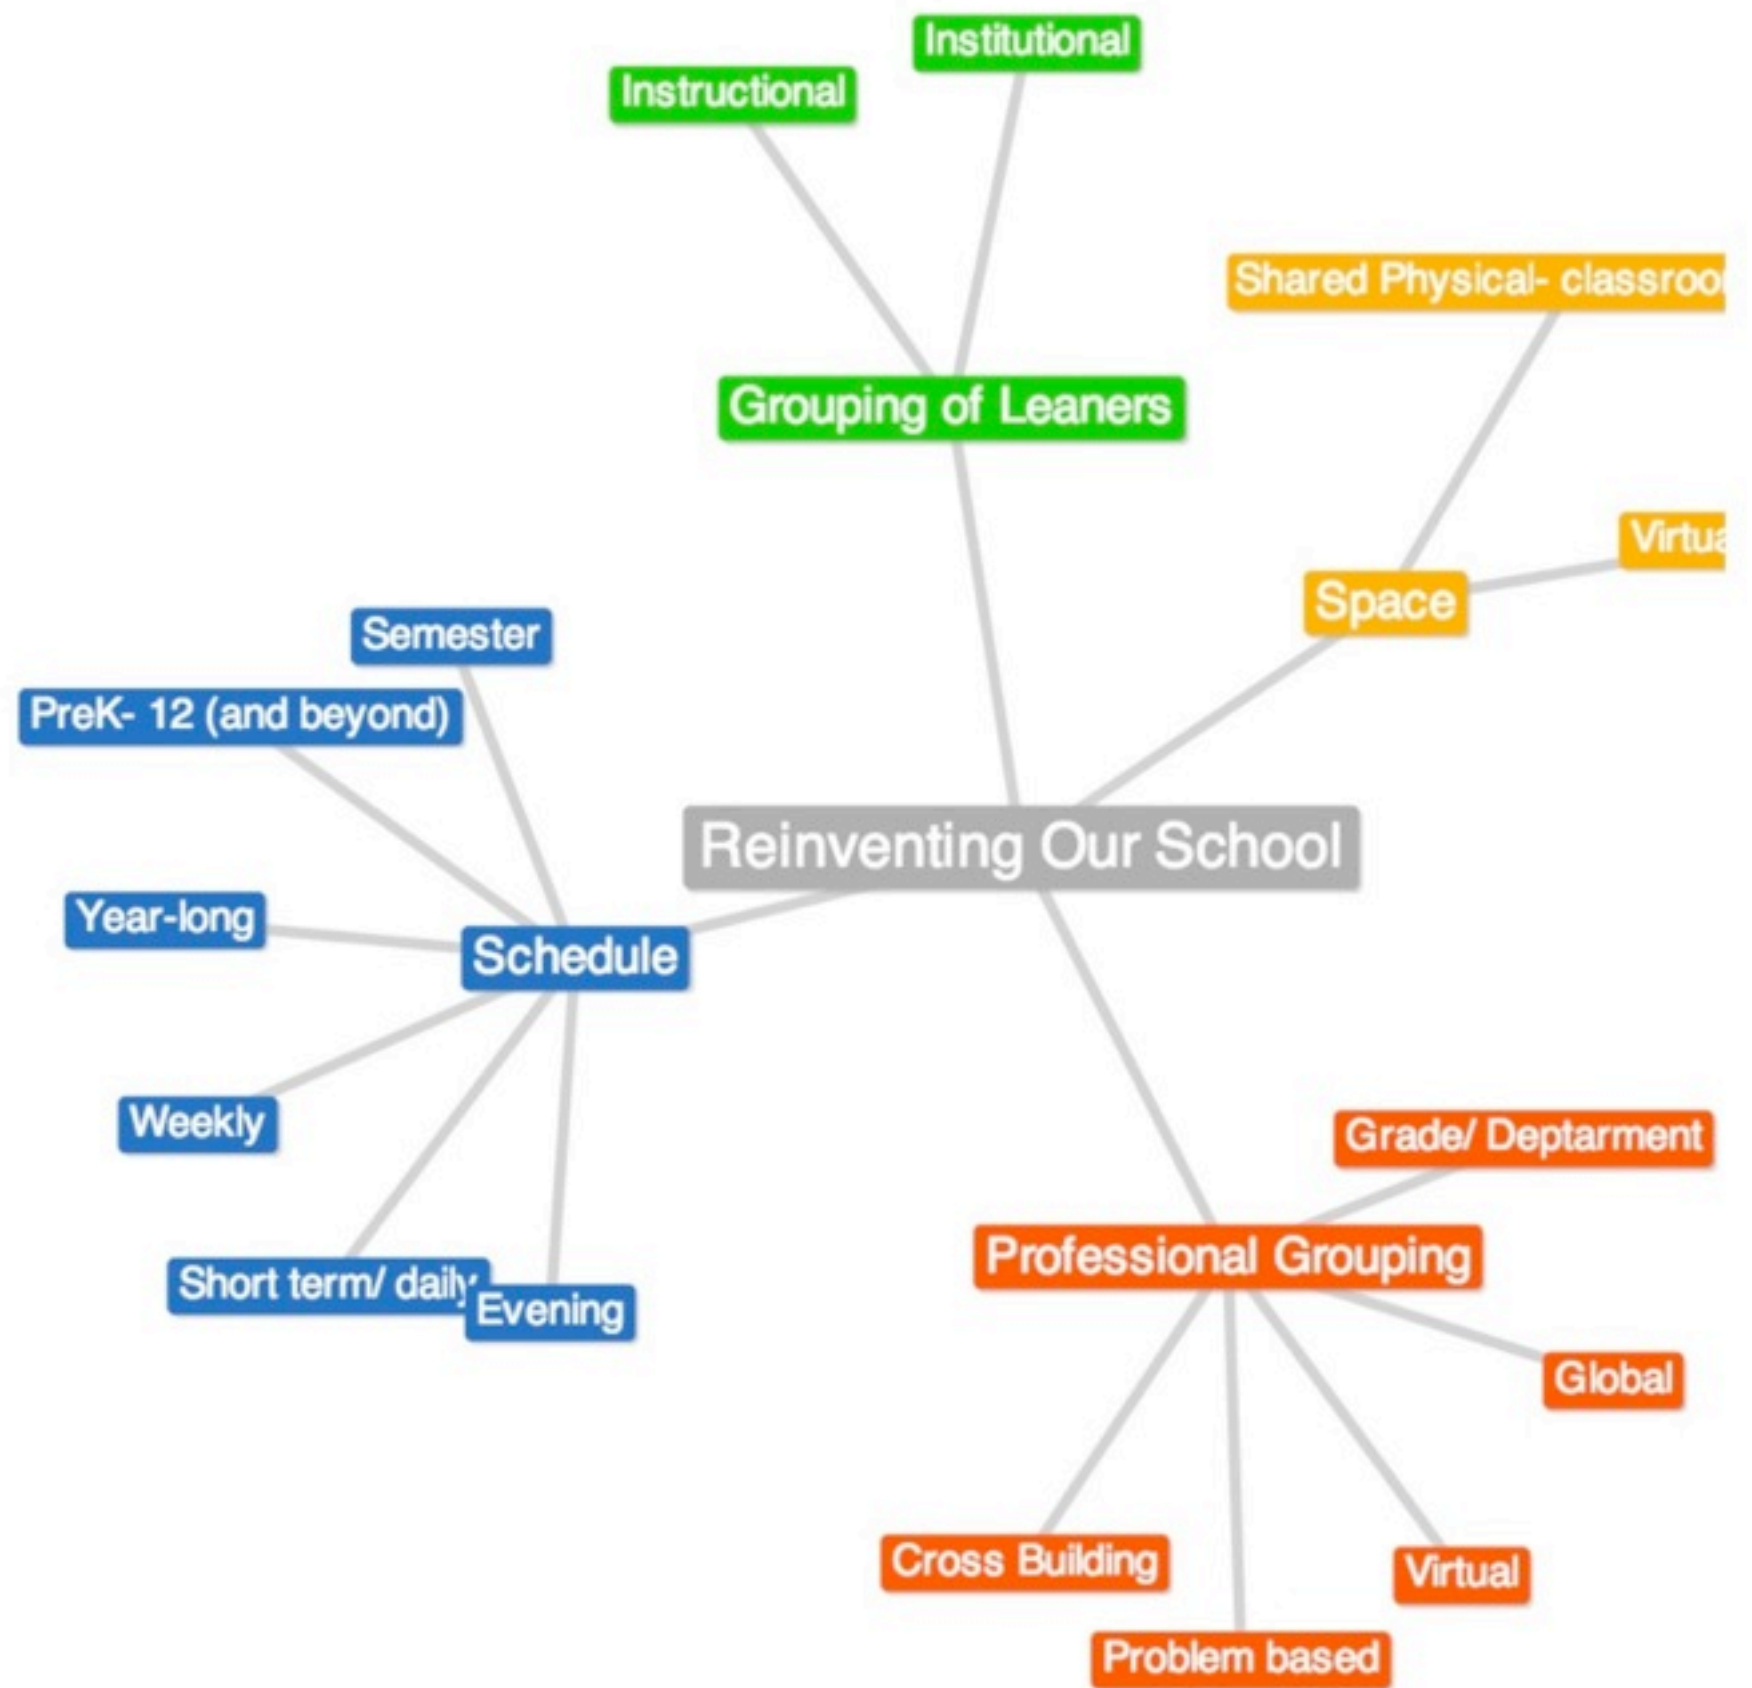 Institutional
Instructional
Shared Physical- classroo
Grouping of Leaners
Virtua
Space
Semester
PreK- 12 (and beyond)
Reinventing Our School
Year-long
Schedule
Weekly
Grade/ Deptarment
Professional Grouping
Short term/ daily
Evening
Global
Cross Building
Virtual
Problem based